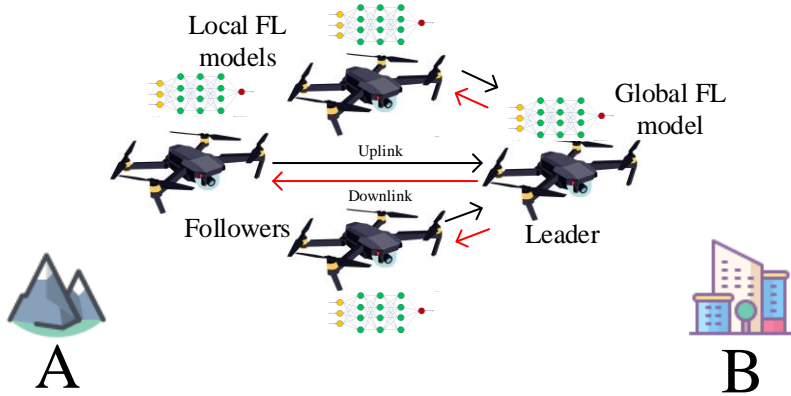 Local FL
models
Global FL
model
Uplink
Downlink
Followers
Leader
A
B